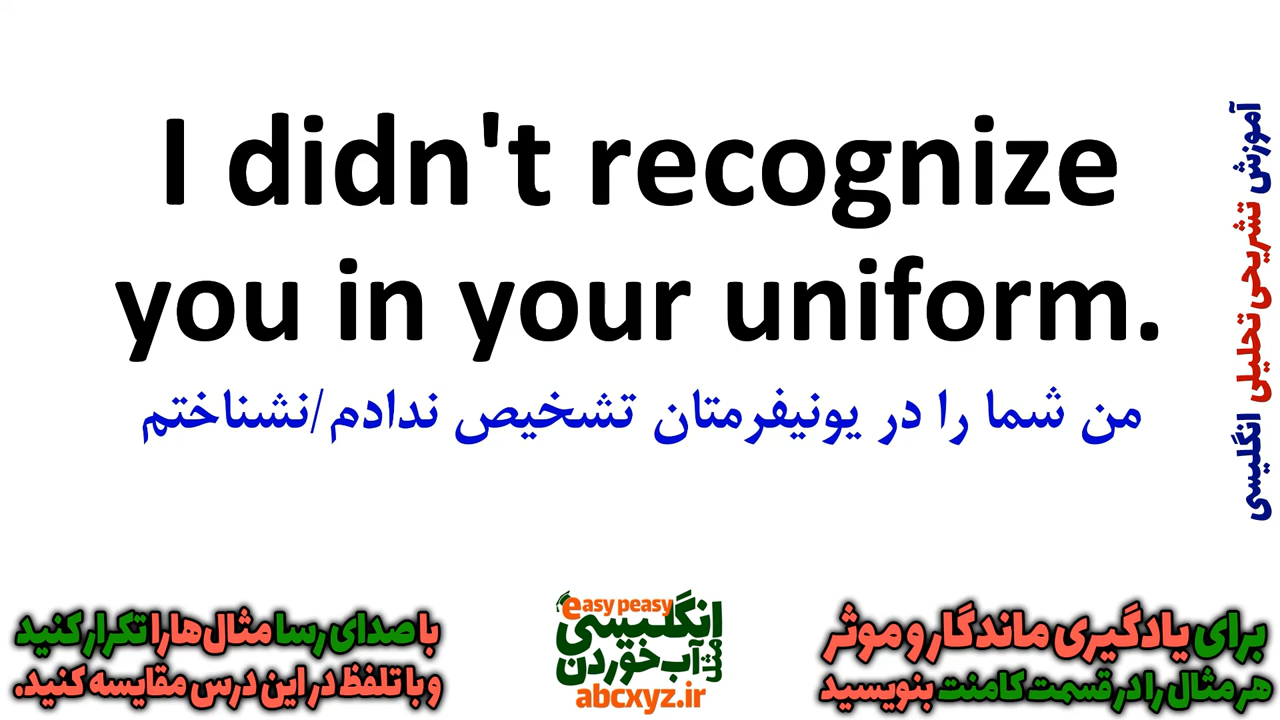 I didn't recognize
you in your uniform.
من شما را در یونیفرمتان تشخیص ندادم/نشناختم
آموزش تشریحی تحلیلی انگلیسی
برای یادگیری ماندگار و موثر
هر مثال را در قسمت کامنت بنویسید
easy peasy
انگلیسی
مثل آب خوردن
abcxyz.ir
با صدای رسا مثال‌ها را تکرار کنید
و با تلفظ در این درس مقایسه کنید.